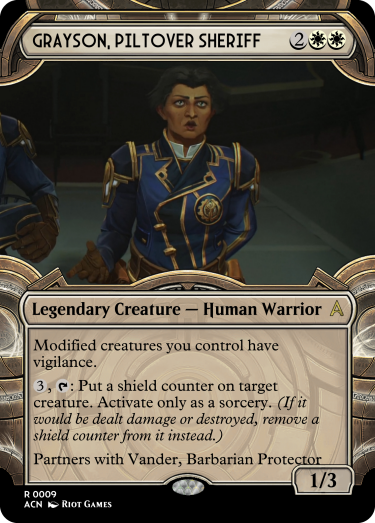 GRAYSON, PILTOVER SHERIFF 2
Legendary Creature — Human Warrior
Modified creatures you control have
vigilance.
3, : Put a shield counter on target
creature. Activate only as a sorcery. (If it
would be dealt damage or destroyed, remove a
shield counter from it instead.)
Partners with Vander, Barbarian Protector
1/3
R 0009
ACN RIOT GAMES